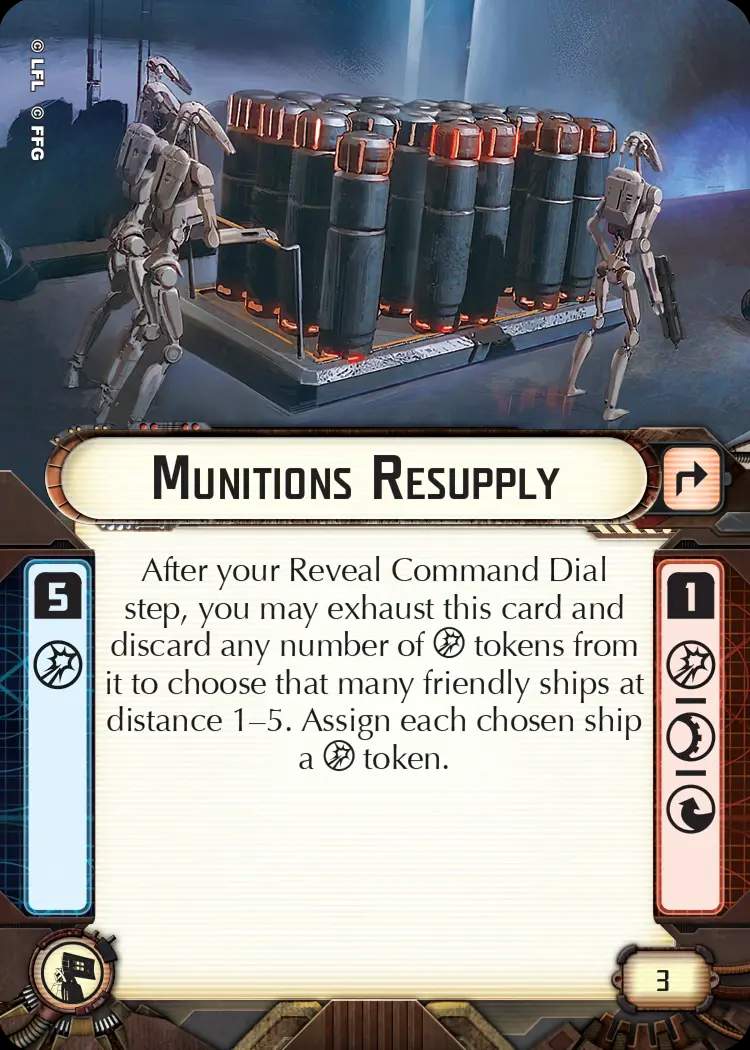 © LFL © FFG
Munitions Resupply
5
1
After your Reveal Command Dial
step, you may exhaust this card and
discard any number of tokens from
it to choose that many friendly ships at
distance 1–5. Assign each chosen ship
a token.
3